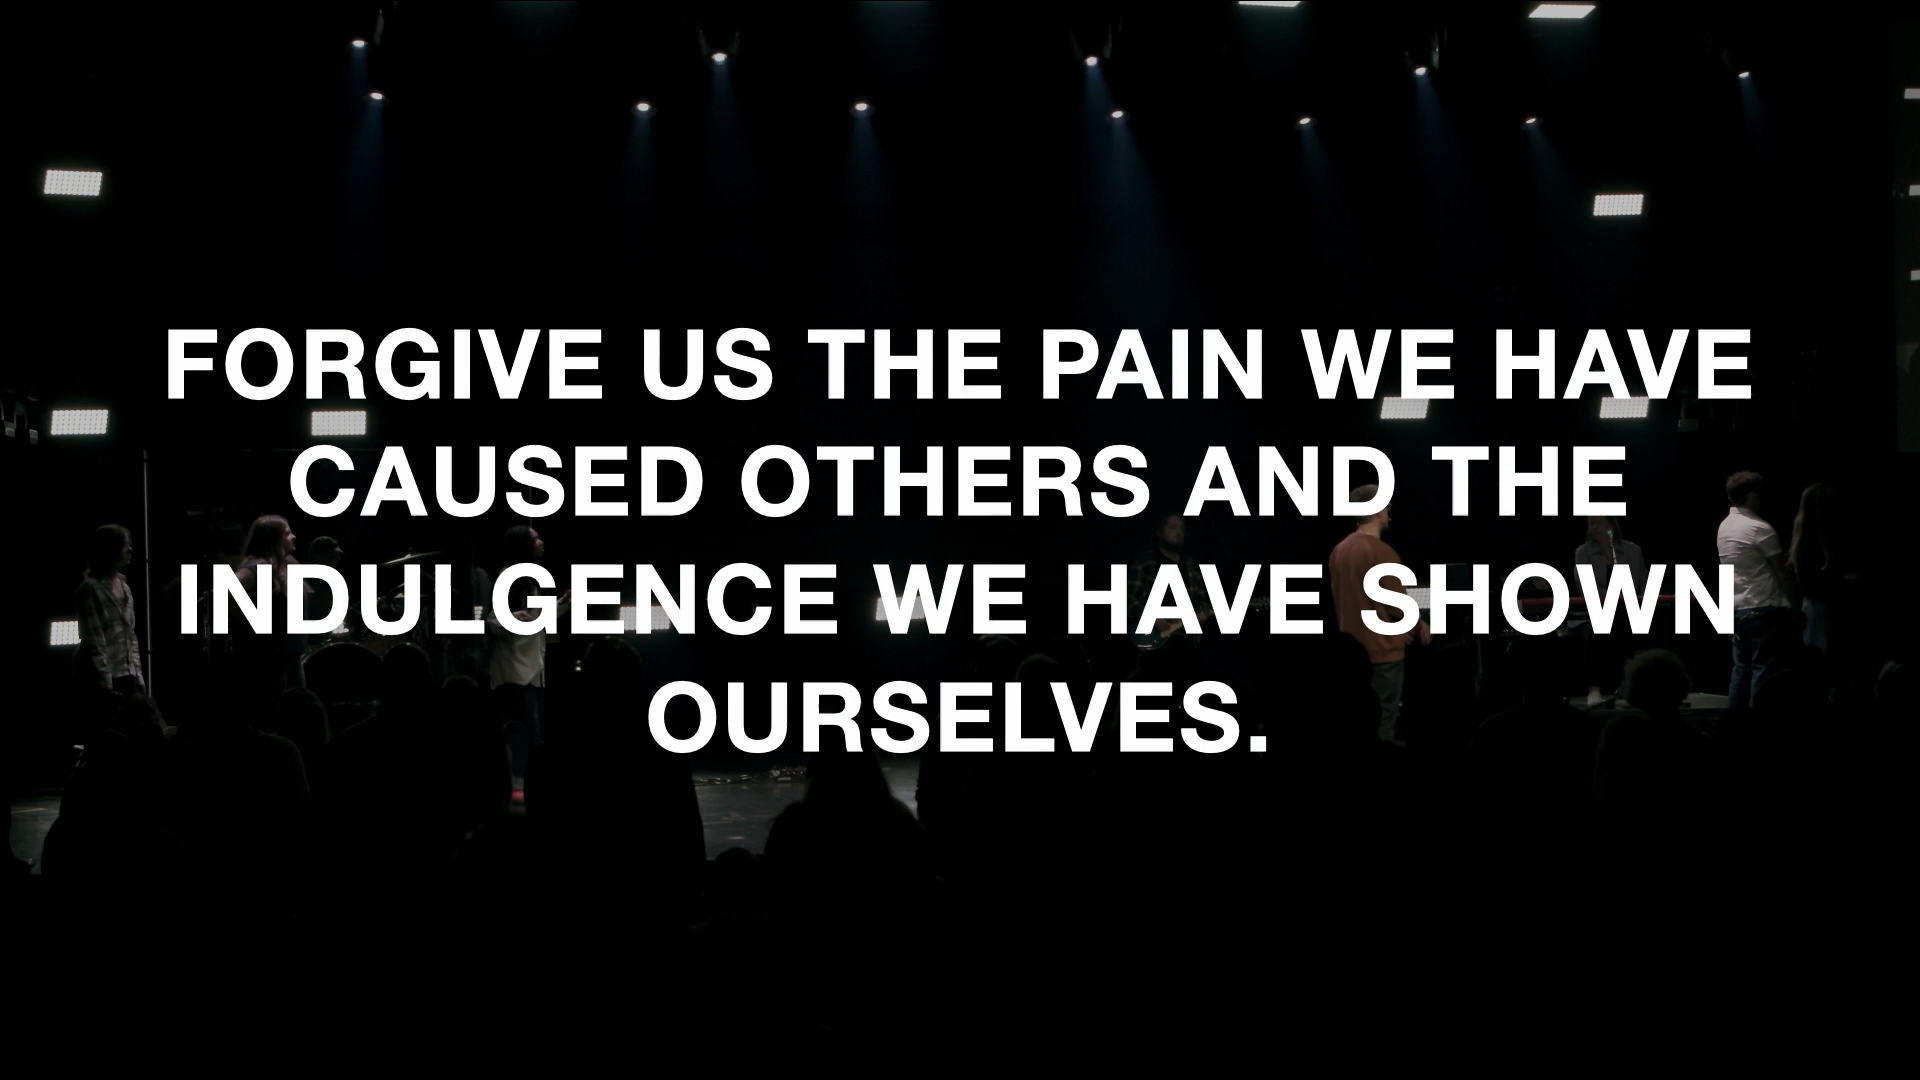 FORGIVE US THE PAIN WE HAVE
CAUSED OTHERS AND THE
INDULGENCE WE HAVE SHOWN
OURSELVES.